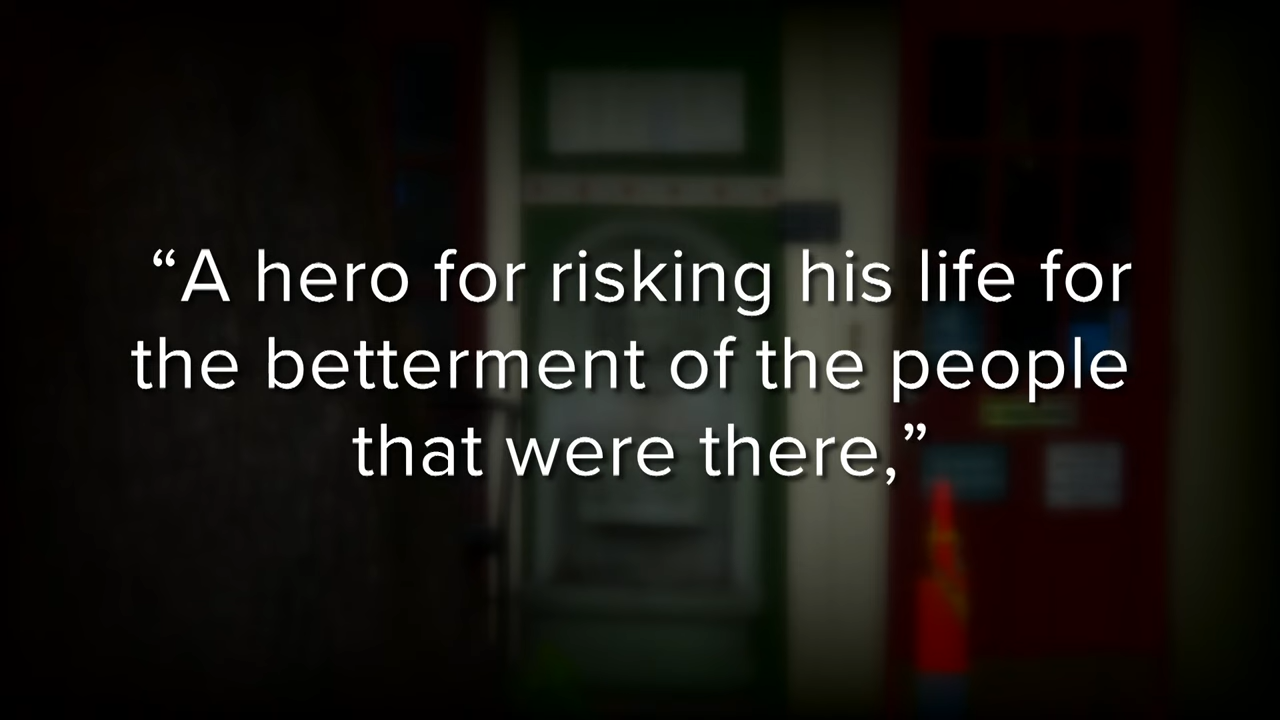 “A hero for risking his life for
the betterment of the people
that were there,”